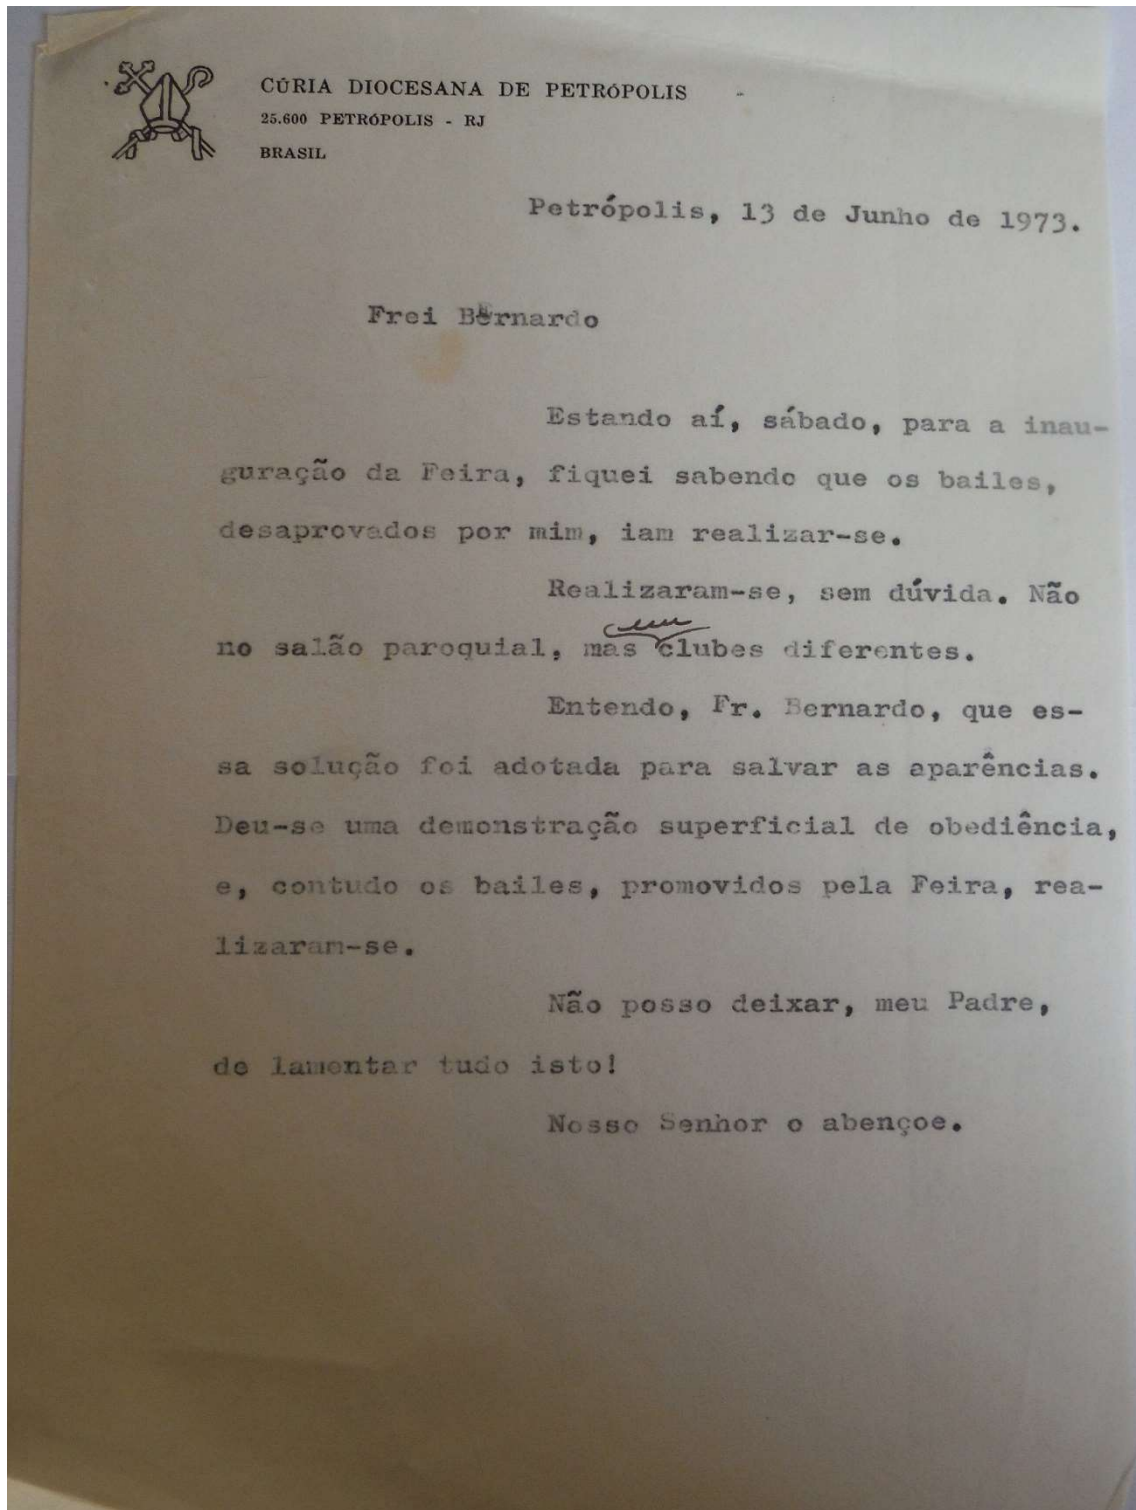 CÚRIA DIOCESANA DE PETRÓPOLIS
25.600 PETRÓPOLIS - RJ
BRASIL
Petrópolis, 13 de Junho de 1973.
Frei Bernardo
Estando aí, sábado, para a inau-
guração da Feira, fiquei sabendo que os bailes,
desaprovados por mim, iam realizar-se.
Realizaram-se, sem dúvida. Não
no salão paroquial, mas em clubes diferentes.
Entendo, Fr. Bernardo, que es-
sa solução foi adotada para salvar as aparências.
Deu-se uma demonstração superficial de obediência,
e, contudo os bailes, promovidos pela Feira, rea-
lizaram-se.
Não posso deixar, meu Padre,
de lamentar tudo isto!
Nosso Senhor o abençoe.